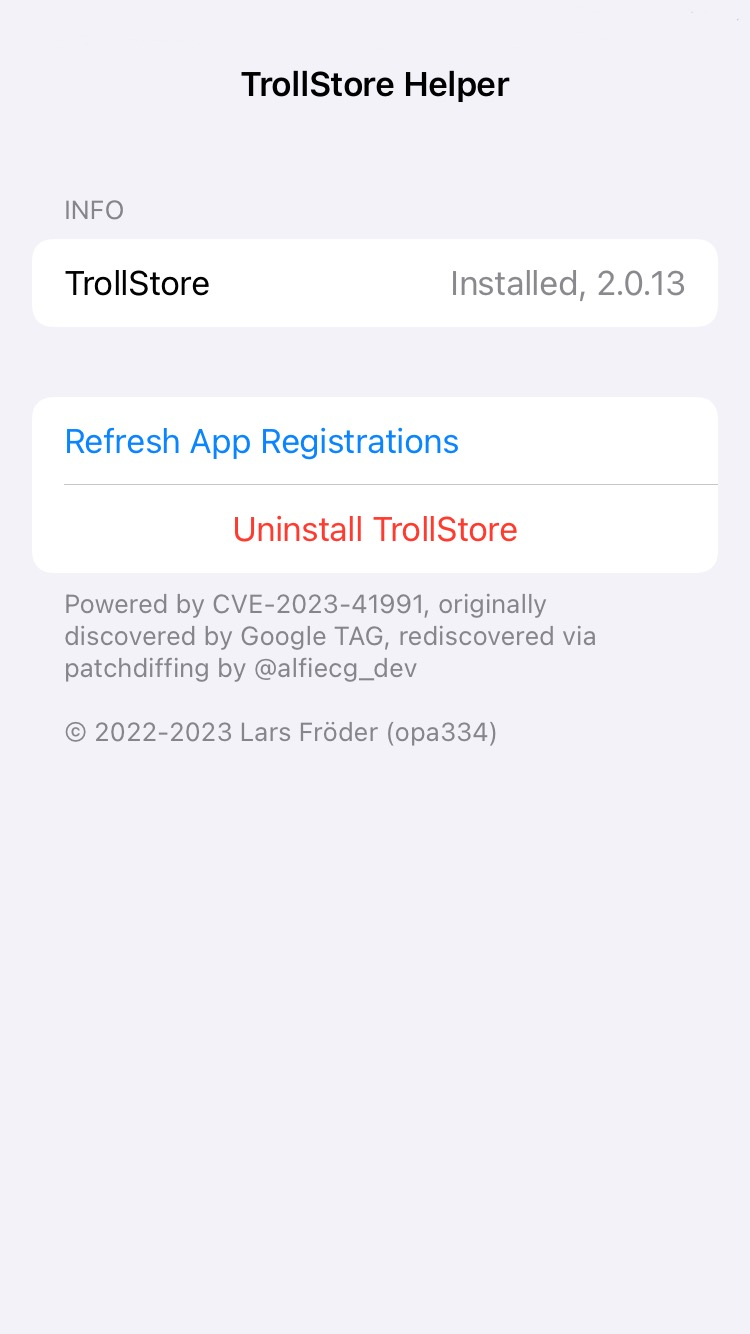 TrollStore Helper
INFO
TrollStore Installed, 2.0.13
Refresh App Registrations
Uninstall TrollStore
Powered by CVE-2023-41991, originally
discovered by Google TAG, rediscovered via
patchdiffing by @alfiecg_dev
© 2022-2023 Lars Fröder (opa334)